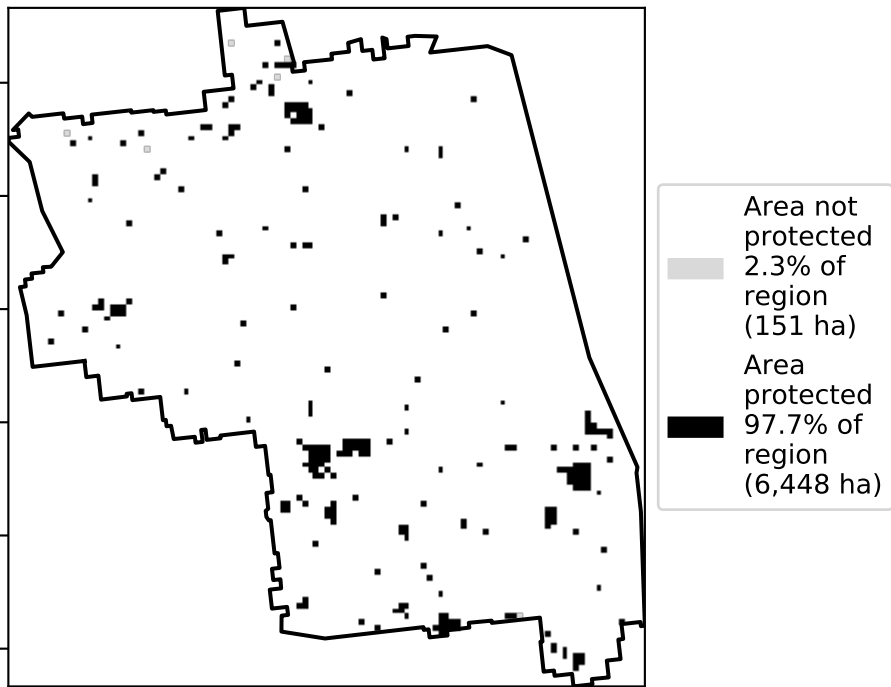 Area not
protected
2.3% of
region
(151 ha)
Area
protected
97.7% of
region
(6,448 ha)